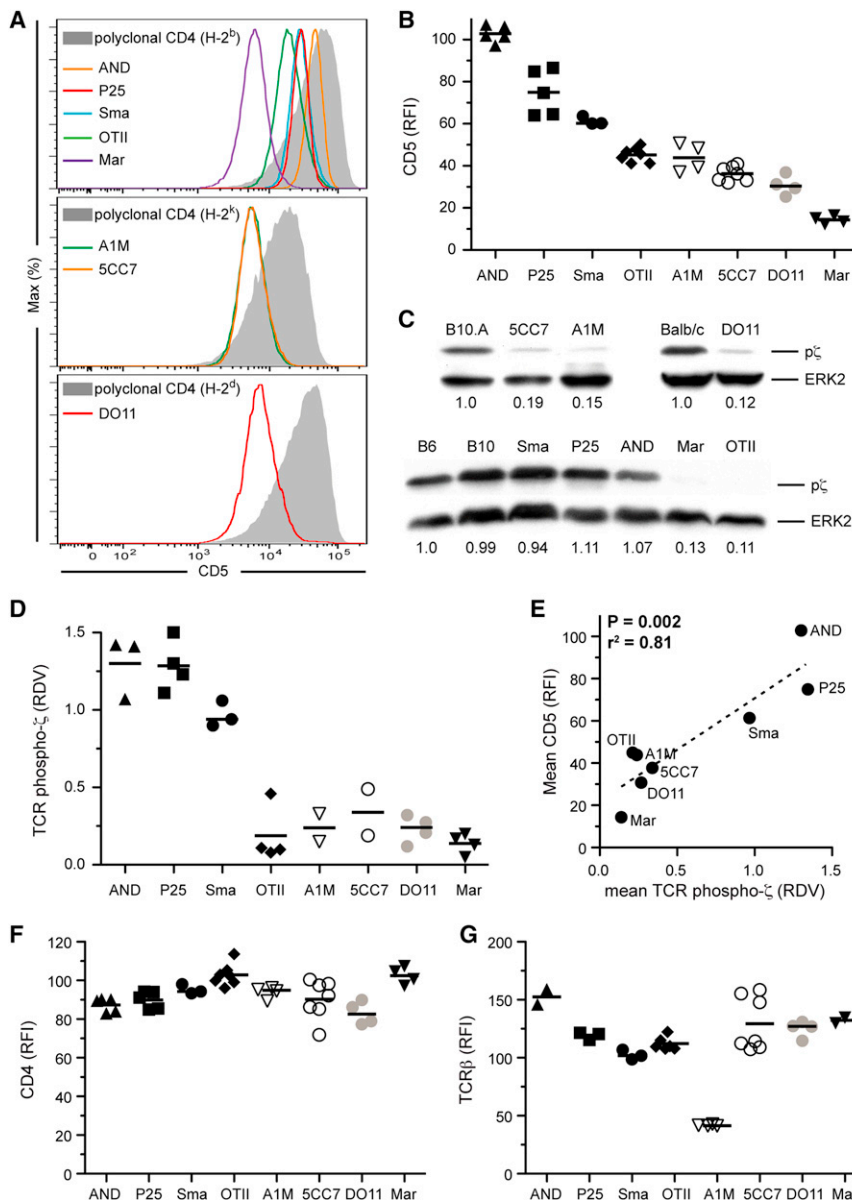 A
polyclonal CD4 (H-2b)
AND
P25
Sma
OTII
Mar
polyclonal CD4 (H-2k)
A1M
5CC7
polyclonal CD4 (H-2d)
DO11
Max (%)
0 10² 10³ 10⁴ 10⁵
CD5
B
CD5 (RFI)
100
80
60
40
20
0
AND P25 Sma OTII A1M 5CC7 DO11 Mar
C
B10.A 5CC7 A1M Balb/c DO11
pζ
ERK2
1.0 0.19 0.15 1.0 0.12
B6 B10 Sma P25 AND Mar OTII
pζ
ERK2
1.0 0.99 0.94 1.11 1.07 0.13 0.11
D
TCR phospho-ζ (RDV)
1.5
1.0
0.5
0.0
AND P25 Sma OTII A1M 5CC7 DO11 Mar
E
P = 0.002
r² = 0.81
Mean CD5 (RFI)
100
80
60
40
20
0
AND
P25
Sma
OTII
A1M
5CC7
DO11
Mar
0.0 0.5 1.0 1.5
mean TCR phospho-ζ (RDV)
F
CD4 (RFI)
120
100
80
60
40
20
0
AND P25 Sma OTII A1M 5CC7 DO11 Mar
G
TCRβ (RFI)
200
150
100
50
0
AND P25 Sma OTII A1M 5CC7 DO11 Ma